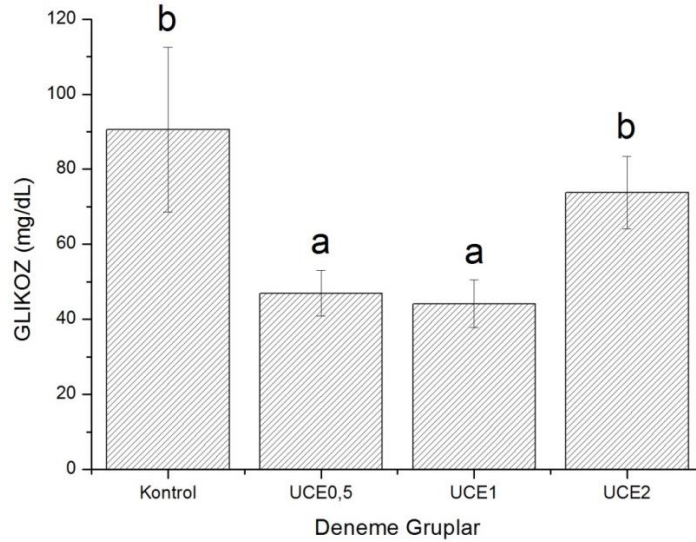 GLIKOZ (mg/dL)
120
100
80
60
40
20
0
b
a
a
b
Kontrol
UCE0,5
UCE1
UCE2
Deneme Gruplar